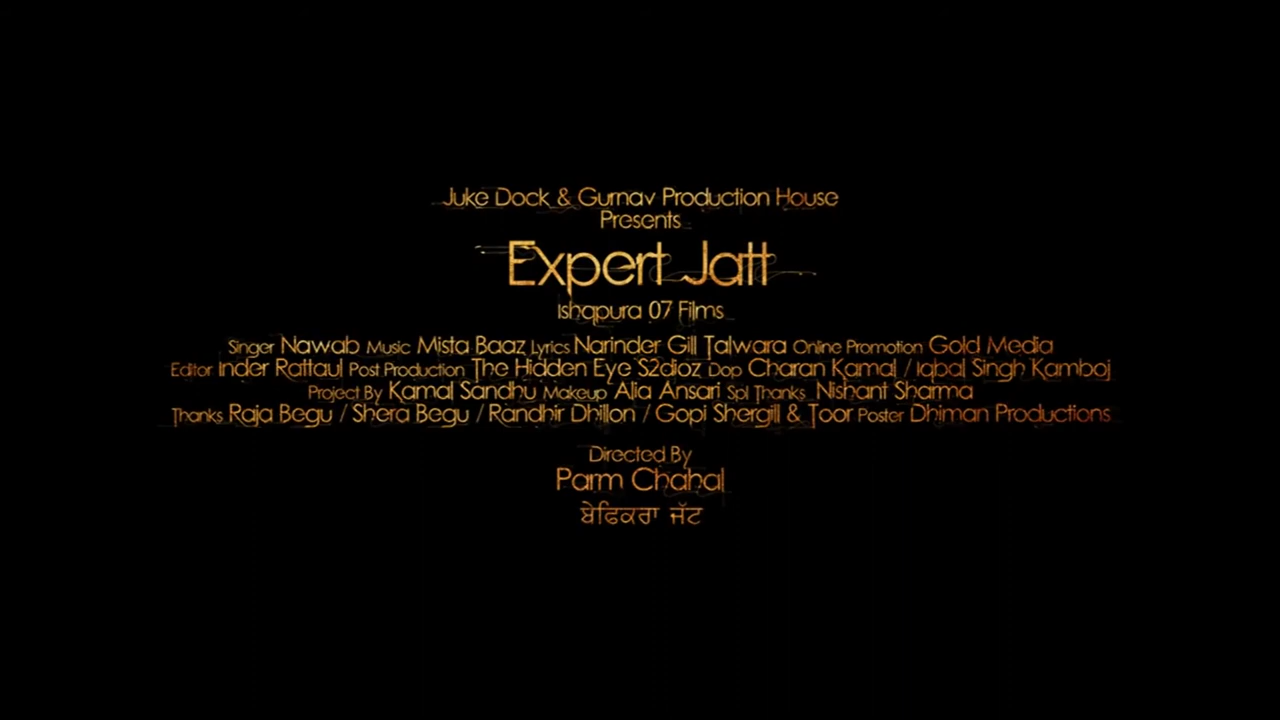 Juke Dock & Gurnav Production House
Presents
Expert Jatt
Ishqpura 07 Films
Singer Nawab Music Mista Baaz Lyrics Narinder Gill Talwara Online Promotion Gold Media
Editor Inder Rattaul Post Production The Hidden Eye S2dioz Dop Charan Kamal / Iqbal Singh Kamboj
Project By Kamal Sandhu Makeup Alia Ansari Spl Thanks Nishant Sharma
Thanks Raja Begu / Shera Begu / Randhir Dhillon / Gopi Shergill & Toor Poster Dhiman Productions
Directed By
Parm Chahal
ਬੇਫਿਕਰਾ ਜੱਟ